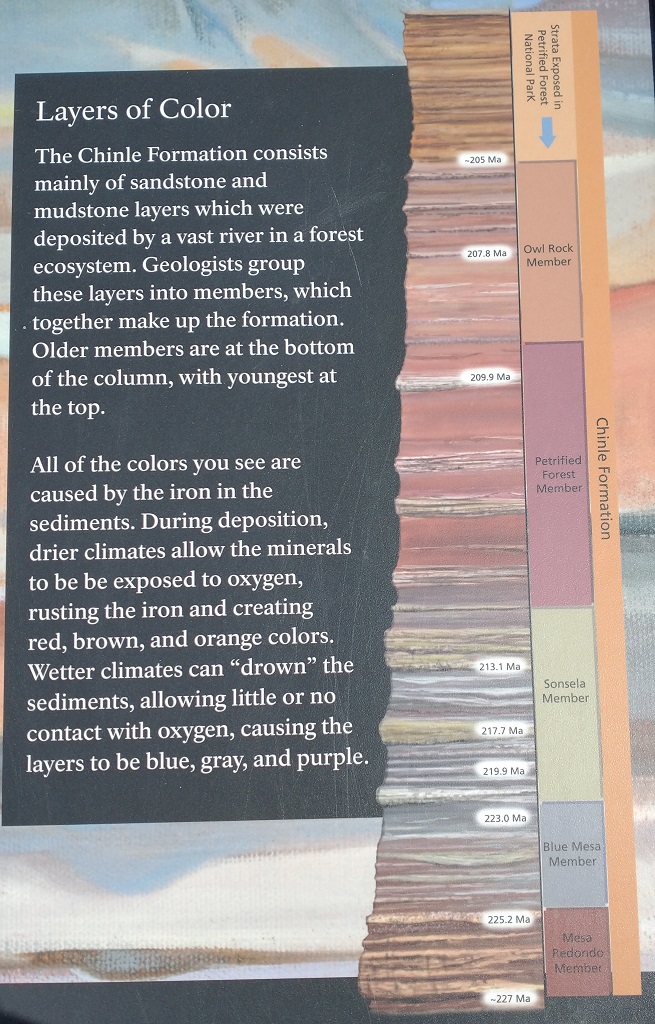 Layers of Color
The Chinle Formation consists
mainly of sandstone and
mudstone layers which were
deposited by a vast river in a forest
ecosystem. Geologists group
these layers into members, which
together make up the formation.
Older members are at the bottom
of the column, with youngest at
the top.
All of the colors you see are
caused by the iron in the
sediments. During deposition,
drier climates allow the minerals
to be be exposed to oxygen,
rusting the iron and creating
red, brown, and orange colors.
Wetter climates can “drown” the
sediments, allowing little or no
contact with oxygen, causing the
layers to be blue, gray, and purple.
Strata Exposed in
Petrified Forest
National Park
~205 Ma
207.8 Ma
209.9 Ma
213.1 Ma
217.7 Ma
219.9 Ma
223.0 Ma
225.2 Ma
~227 Ma
Owl Rock
Member
Petrified
Forest
Member
Sonsela
Member
Blue Mesa
Member
Mesa
Redondo
Member
Chinle Formation